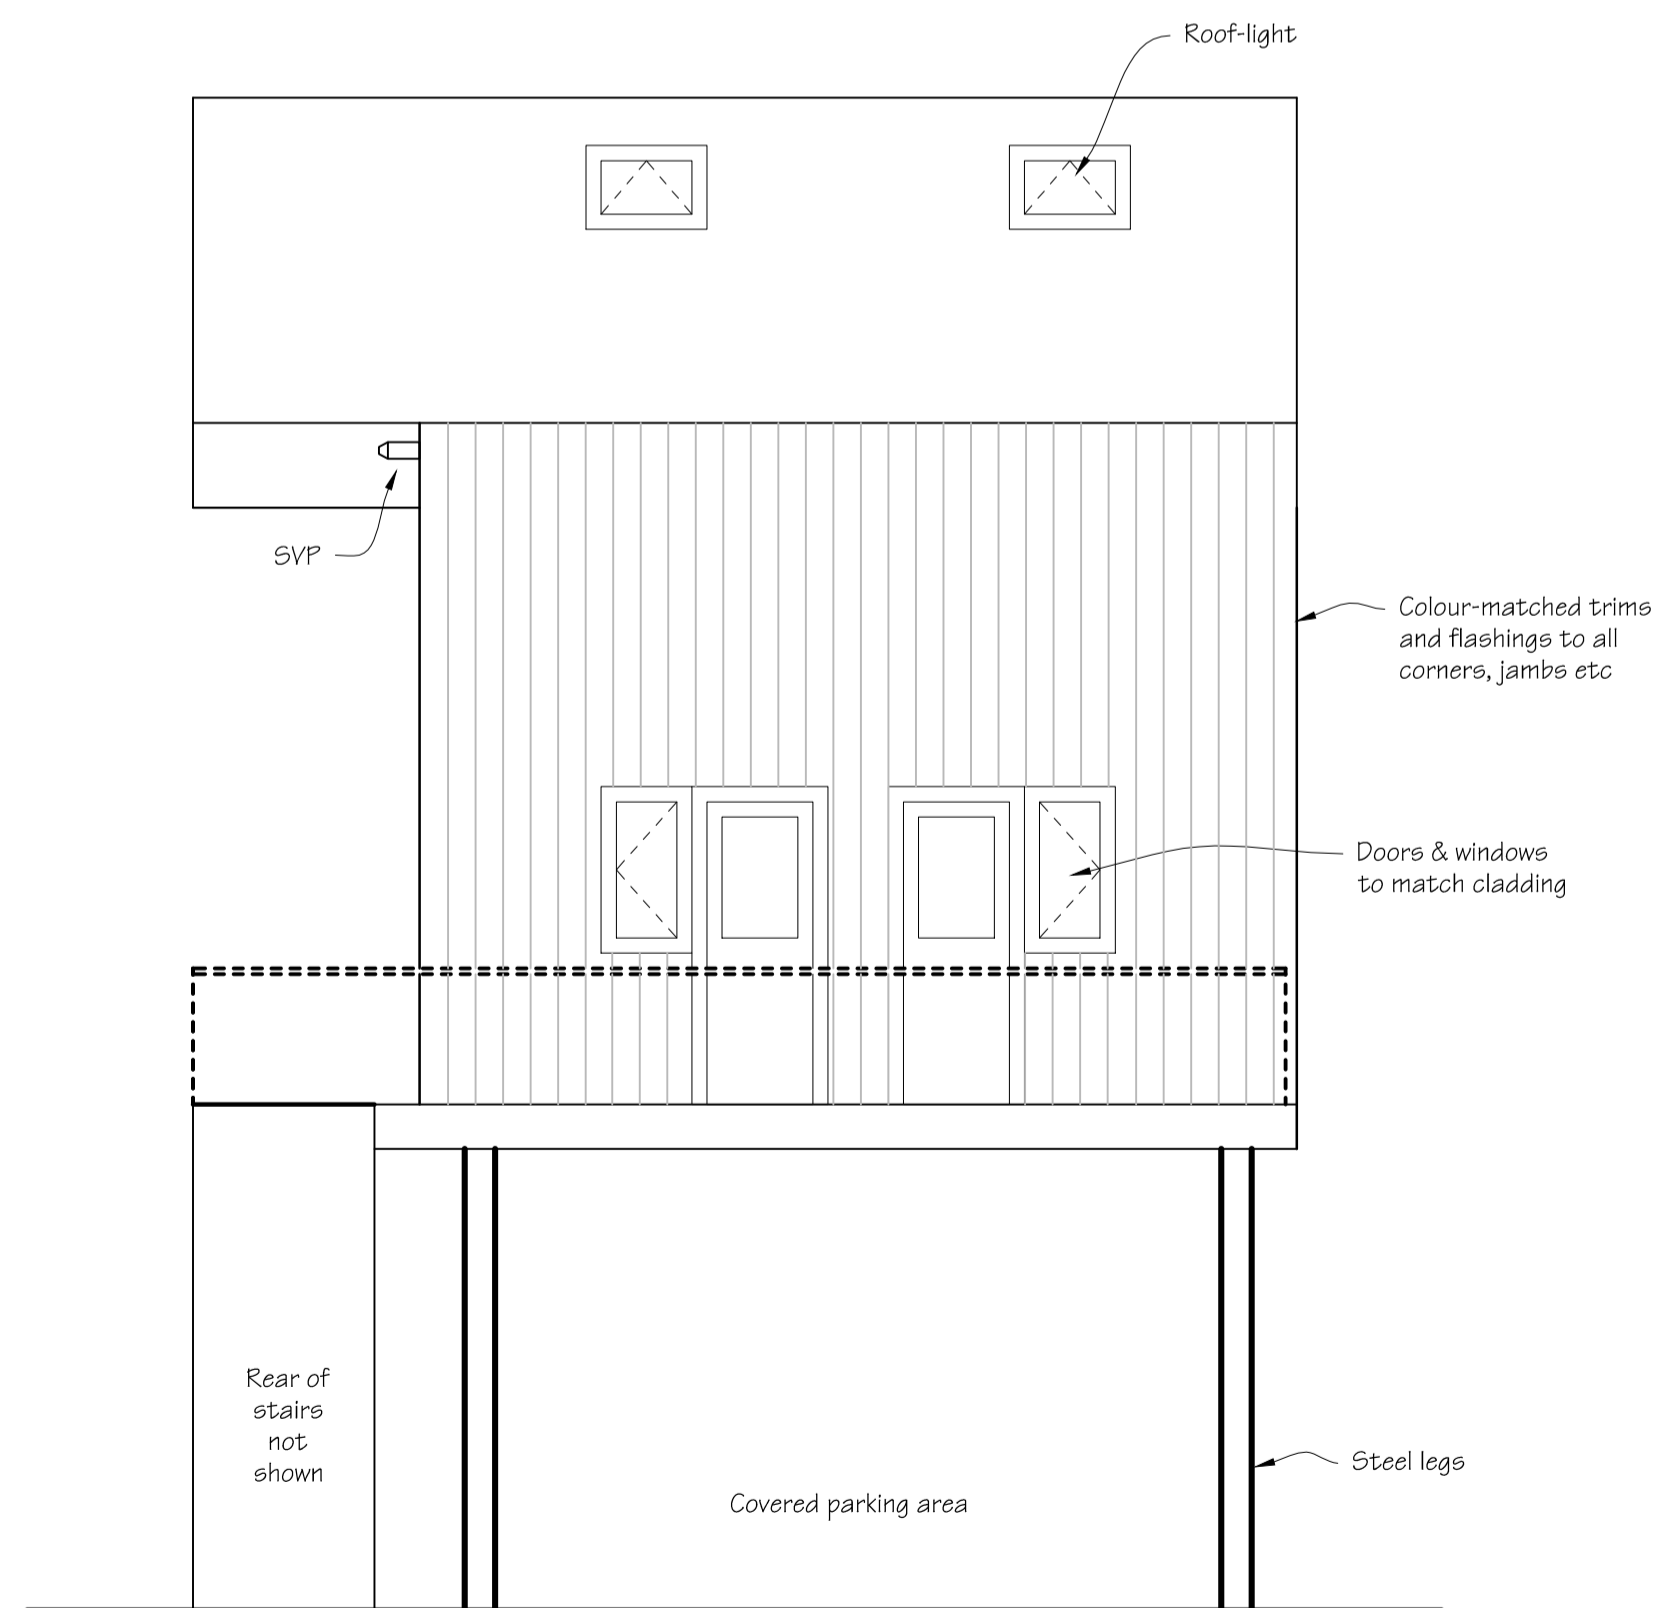 Roof-light
SVP
Colour-matched trims
and flashings to all
corners, jambs etc
Doors & windows
to match cladding
Rear of
stairs
not
shown
Steel legs
Covered parking area